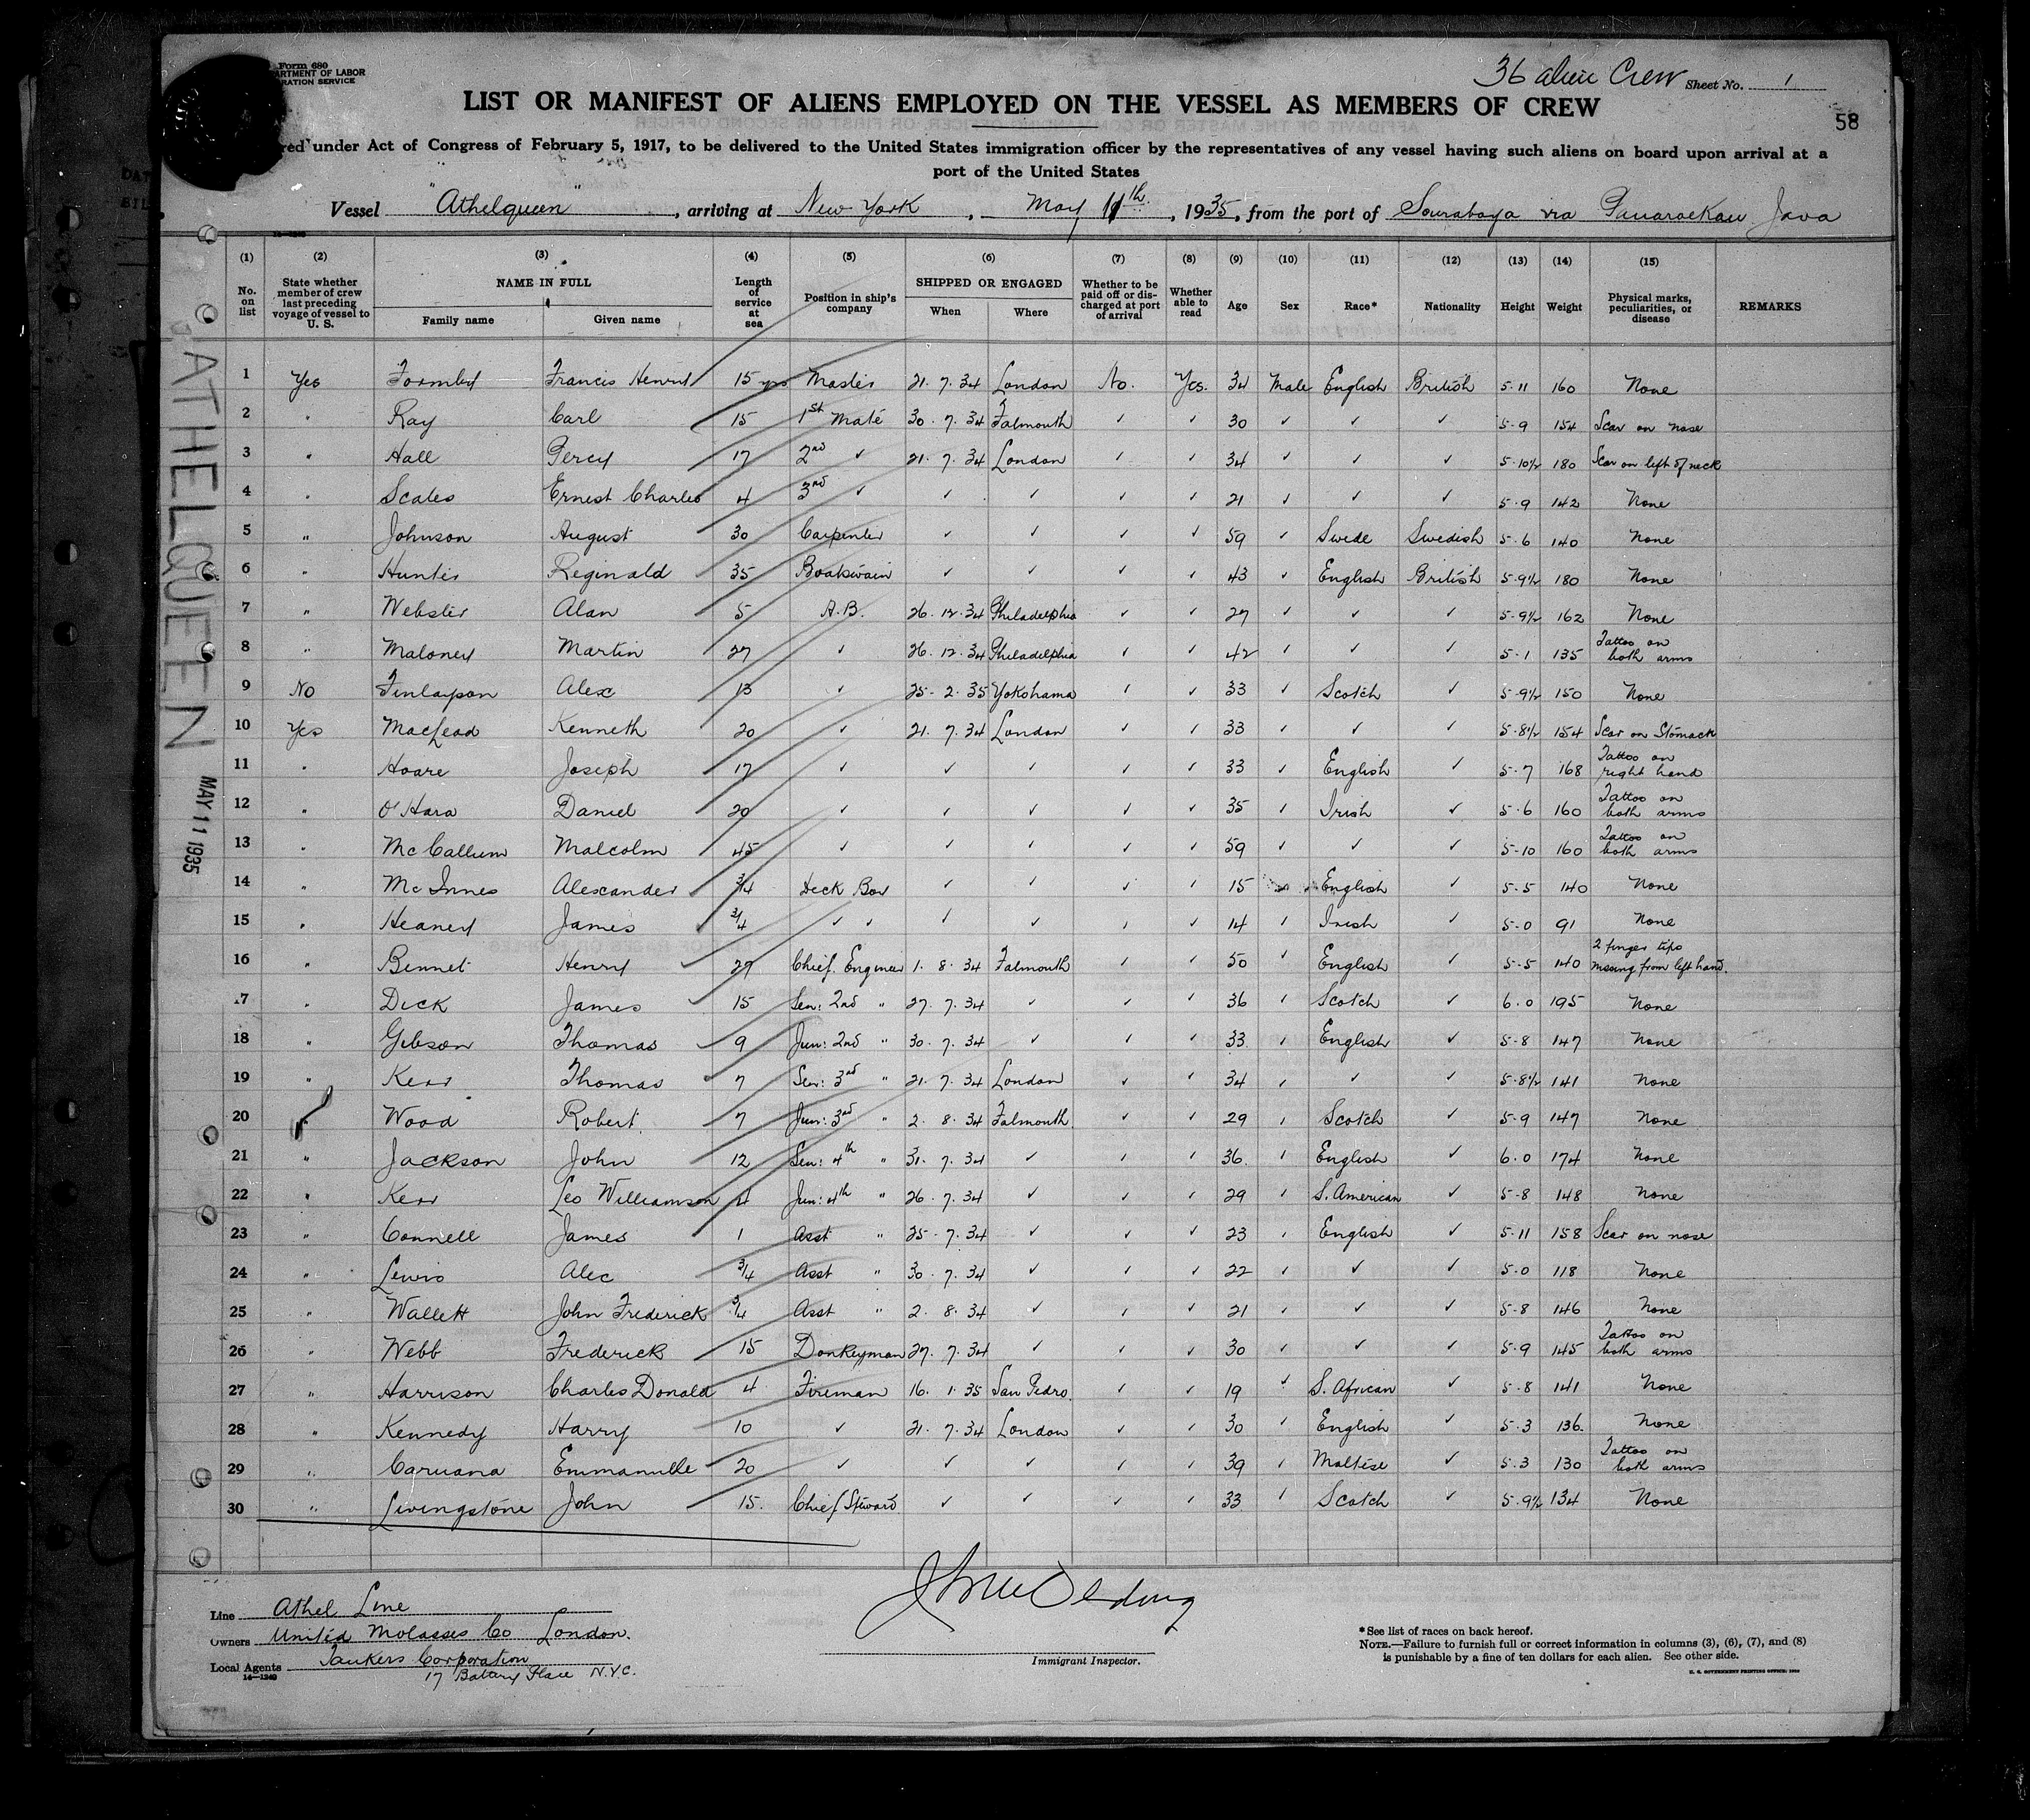 Form 680
ARTMENT OF LABOR
RATION SERVICE
36 alien Crew Sheet No. 1
LIST OR MANIFEST OF ALIENS EMPLOYED ON THE VESSEL AS MEMBERS OF CREW
58
red under Act of Congress of February 5, 1917, to be delivered to the United States immigration officer by the representatives of any vessel having such aliens on board upon arrival at a
port of the United States
Vessel "Athelqueen", arriving at New York, May 11th, 1935, from the port of Sourabaya via Panaroekan Java
(1) (2) (3) (4) (5) (6) (7) (8) (9) (10) (11) (12) (13) (14) (15)
No. on list State whether member of crew last preceding voyage of vessel to U. S. NAME IN FULL Family name Given name Length of service at sea Position in ship's company SHIPPED OR ENGAGED When Where Whether to be paid off or discharged at port of arrival Whether able to read Age Sex Race* Nationality Height Weight Physical marks, peculiarities, or disease REMARKS
1 Yes Formby Francis Henry 15 yrs Master 21. 7. 34 London No. Yes. 34 Male English British 5-11 160 None
2 " Ray Carl 15 1st Mate 30. 7. 34 Falmouth ✓ ✓ 30 ✓ ✓ ✓ 5-9 154 Scar on nose
3 " Hall Percy 17 2nd ✓ 21. 7. 34 London ✓ ✓ 34 ✓ ✓ ✓ 5-10½ 180 Scar on left of neck
4 " Scales Ernest Charles 4 3rd ✓ ✓ ✓ ✓ ✓ 21 ✓ ✓ ✓ 5-9 142 None
5 " Johnson August 30 Carpenter ✓ ✓ ✓ ✓ 59 ✓ Swede Swedish 5-6 140 None
6 " Hunter Reginald 35 Boatswain ✓ ✓ ✓ ✓ 43 ✓ English British 5-9½ 180 None
7 " Webster Alan 5 A.B. 26. 12. 34 Philadelphia ✓ ✓ 27 ✓ ✓ ✓ 5-9½ 162 None
8 " Maloney Martin 27 ✓ 26. 12. 34 Philadelphia ✓ ✓ 42 ✓ ✓ ✓ 5-1 135 Tattoo on both arms
9 No Finlayson Alex 13 ✓ 25. 2. 35 Yokohama ✓ ✓ 33 ✓ Scotch ✓ 5-9½ 150 None
10 Yes MacLeod Kenneth 20 ✓ 21. 7. 34 London ✓ ✓ 33 ✓ ✓ ✓ 5-8½ 154 Scar on Stomach
11 " Hoare Joseph 17 ✓ ✓ ✓ ✓ ✓ 33 ✓ English ✓ 5-7 168 Tattoo on right hand
12 " O'Hara Daniel 20 ✓ ✓ ✓ ✓ ✓ 35 ✓ Irish ✓ 5-6 160 Tattoo on both arms
13 " McCallum Malcolm 45 ✓ ✓ ✓ ✓ ✓ 59 ✓ ✓ ✓ 5-10 160 Tattoo on both arms
14 " McInnes Alexander 3/4 Deck Boy ✓ ✓ ✓ ✓ 15 English ✓ 5-5 140 None
15 " Heaney James 3/4 ✓ ✓ ✓ ✓ ✓ ✓ 14 ✓ Irish ✓ 5-0 91 None
16 " Bennet Henry 27 Chief. Engineer 1. 8. 34 Falmouth ✓ ✓ 50 ✓ English ✓ 5-5 140 2 finger tips missing from left hand.
17 " Dick James 15 Sen: 2nd " 27. 7. 34 ✓ ✓ ✓ 36 ✓ Scotch ✓ 6.0 195 None
18 " Gibson Thomas 9 Jun: 2nd " 30. 7. 34 ✓ ✓ ✓ 33 ✓ English ✓ 5-8 147 None
19 " Kerr Thomas 7 Sen: 3rd " 21. 7. 34 London ✓ ✓ 34 ✓ ✓ ✓ 5-8½ 141 None
20 " Wood Robert 7 Jun: 3rd " 2. 8. 34 Falmouth ✓ ✓ 29 ✓ Scotch ✓ 5-9 147 None
21 " Jackson John 12 Sen: 4th " 31. 7. 34 ✓ ✓ ✓ 36 ✓ English ✓ 6.0 174 None
22 " Kerr Leo Williamson 4 Jun: 4th " 26. 7. 34 ✓ ✓ ✓ 29 ✓ S. American ✓ 5-8 148 None
23 " Connell James 1 Asst " 25. 7. 34 ✓ ✓ ✓ 23 ✓ English ✓ 5-11 158 Scar on nose
24 " Lewis Alec 3/4 Asst " 30. 7. 34 ✓ ✓ ✓ 22 ✓ ✓ ✓ 5-0 118 None
25 " Wallett John Frederick 3/4 Asst " 2. 8. 34 ✓ ✓ ✓ 21 ✓ ✓ ✓ 5-8 146 None
26 " Webb Frederick 15 Donkeyman 27. 7. 34 ✓ ✓ ✓ 30 ✓ ✓ ✓ 5-9 145 Tattoo on both arms
27 " Harrison Charles Donald 4 Fireman 16. 1. 35 San Pedro. ✓ ✓ 19 ✓ S. African ✓ 5-8 141 None
28 " Kennedy Harry 10 ✓ 21. 7. 34 London ✓ ✓ 30 ✓ English ✓ 5-3 136. None
29 " Caruana Emmanuelle 20 ✓ ✓ ✓ ✓ ✓ 39 ✓ Maltese ✓ 5-3 130 Tattoo on both arms
30 " Livingstone John 15. Chief Steward ✓ ✓ ✓ ✓ 33 ✓ Scotch ✓ 5-9½ 134 None
ATHELQUEEN
MAY 11 1935
Line Athel Line
Owners United Molasses Co London.
Local Agents Tankers Corporation
14—1240 17 Battery Place N.Y.C.
Immigrant Inspector.
*See list of races on back hereof.
NOTE.—Failure to furnish full or correct information in columns (3), (6), (7), and (8)
is punishable by a fine of ten dollars for each alien. See other side.